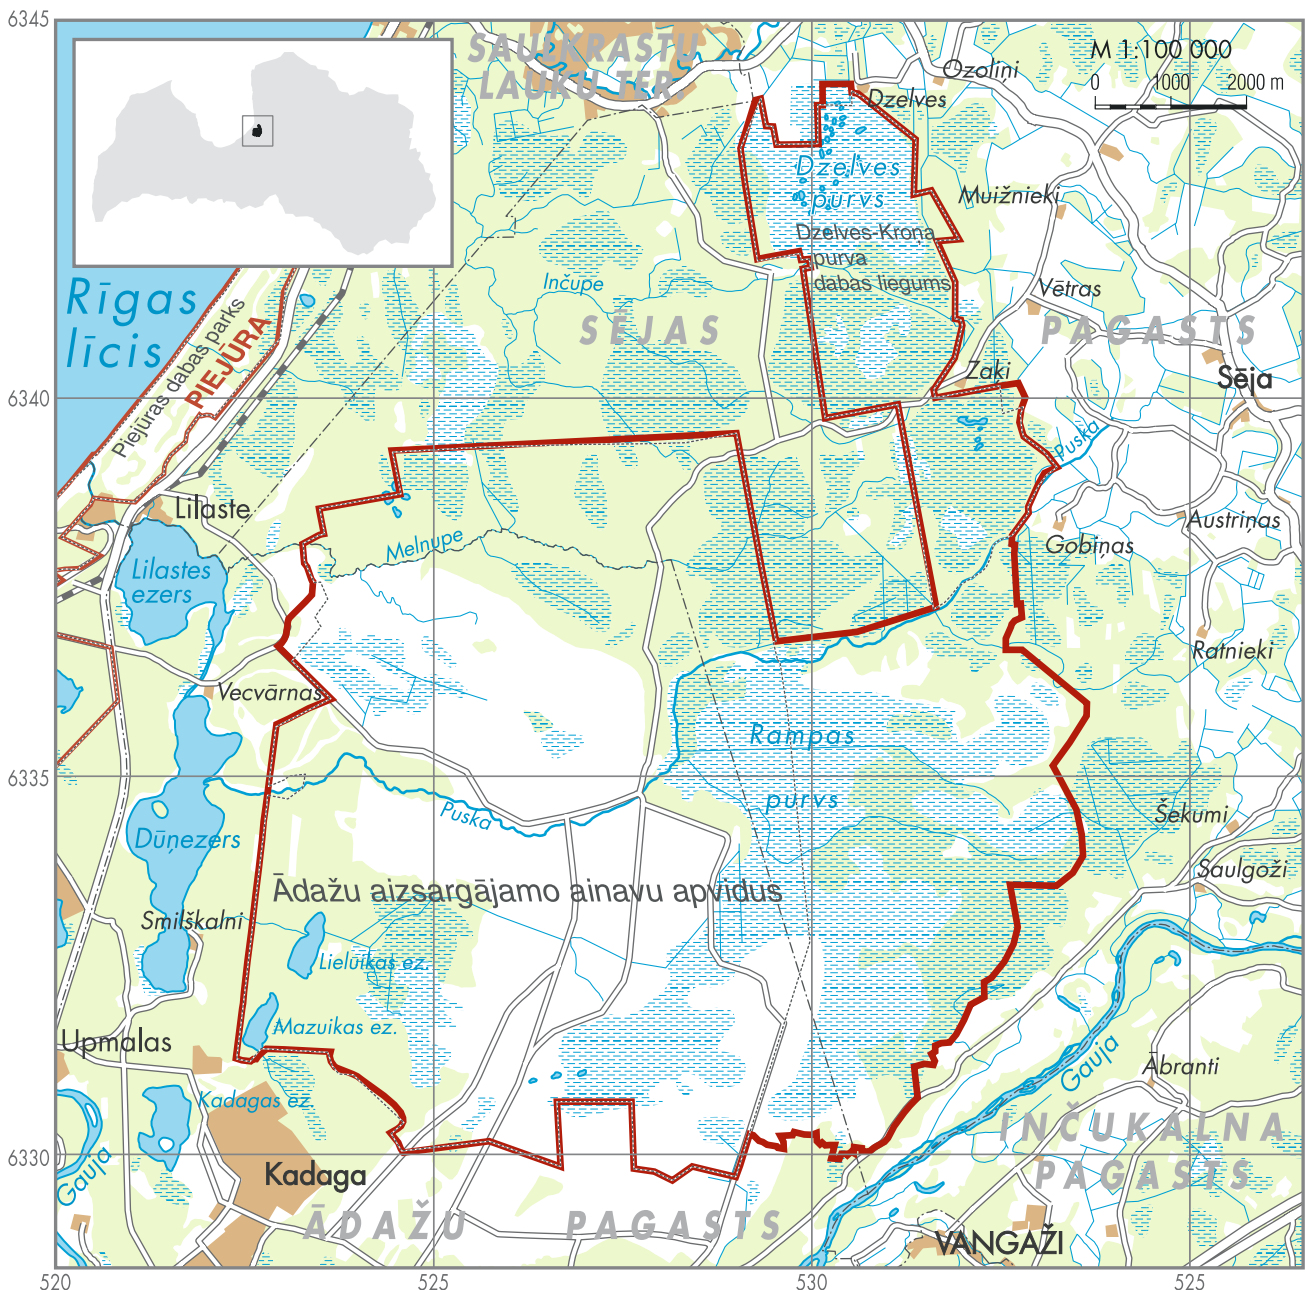 6345
SAULKRASTU
LAUKU TER.
M 1:100 000
0 1000 2000 m
Ozoliņi
Dzelves
Dzelves
purvs
Muižnieki
Dzelves-Kroņa
purva
dabas liegums
Inčupe
Vētras
Rīgas
līcis
Piejūras dabas parks
PIEJŪRA
SĒJAS
PAGASTS
Zaķi
Sēja
6340
Puska
Lilaste
Austriņas
Melnupe
Gobiņas
Lilastes
ezers
Ratnieki
Vecvārnas
Rampas
purvs
6335
Puska
Šekumi
Dūņezers
Saulgoži
Ādažu aizsargājamo ainavu apvidus
Smilškalni
Lieluikas ez.
Mazuikas ez.
Upmalas
Gauja
Ābranti
Kadagas ez.
INČUKALNA
PAGASTS
6330
Gauja
Kadaga
ĀDAŽU PAGASTS
VANGAŽI
520 525 530 525